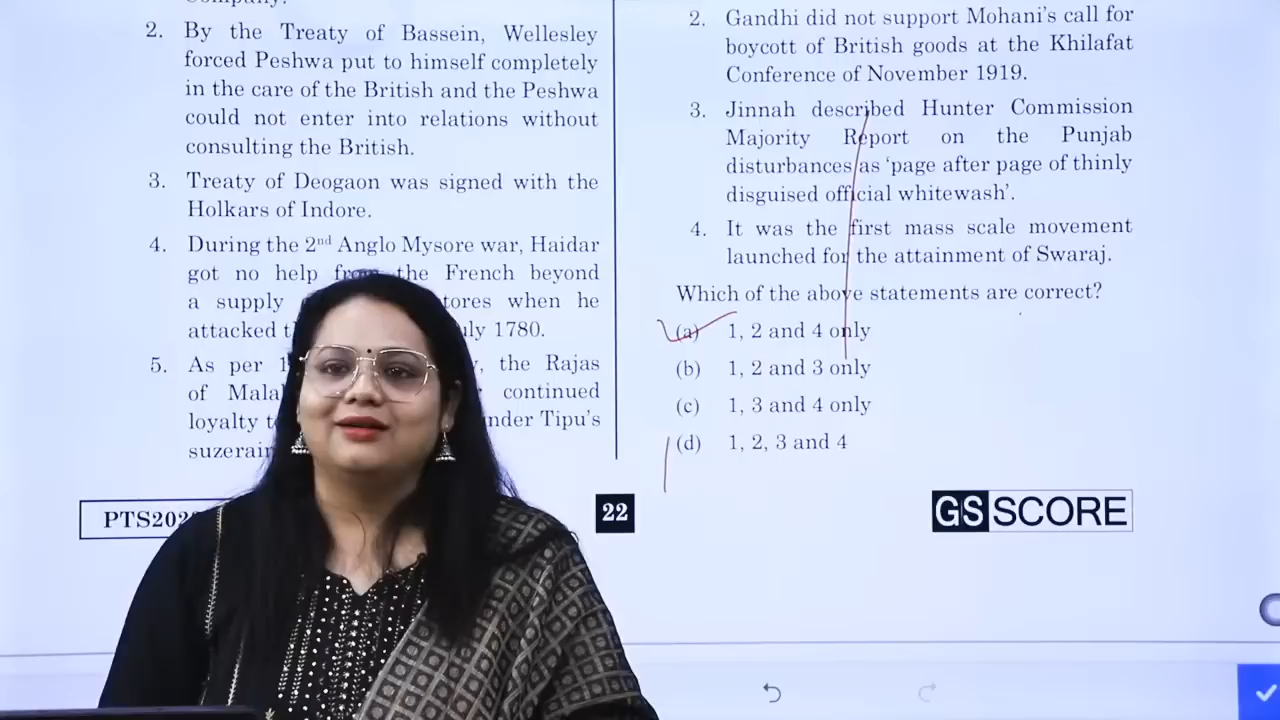 2. By the Treaty of Bassein, Wellesley
forced Peshwa put to himself completely
in the care of the British and the Peshwa
could not enter into relations without
consulting the British.
3. Treaty of Deogaon was signed with the
Holkars of Indore.
4. During the 2nd Anglo Mysore war, Haidar
got no help from the French beyond
a supply tores when he
attacked uly 1780.
5. As per the Rajas
of Mala continued
loyalty nder Tipu's
suzerain
PTS202
22
2. Gandhi did not support Mohani's call for
boycott of British goods at the Khilafat
Conference of November 1919.
3. Jinnah described Hunter Commission
Majority Report on the Punjab
disturbances as 'page after page of thinly
disguised official whitewash'.
4. It was the first mass scale movement
launched for the attainment of Swaraj.
Which of the above statements are correct?
(a) 1, 2 and 4 only
(b) 1, 2 and 3 only
(c) 1, 3 and 4 only
(d) 1, 2, 3 and 4
GS SCORE